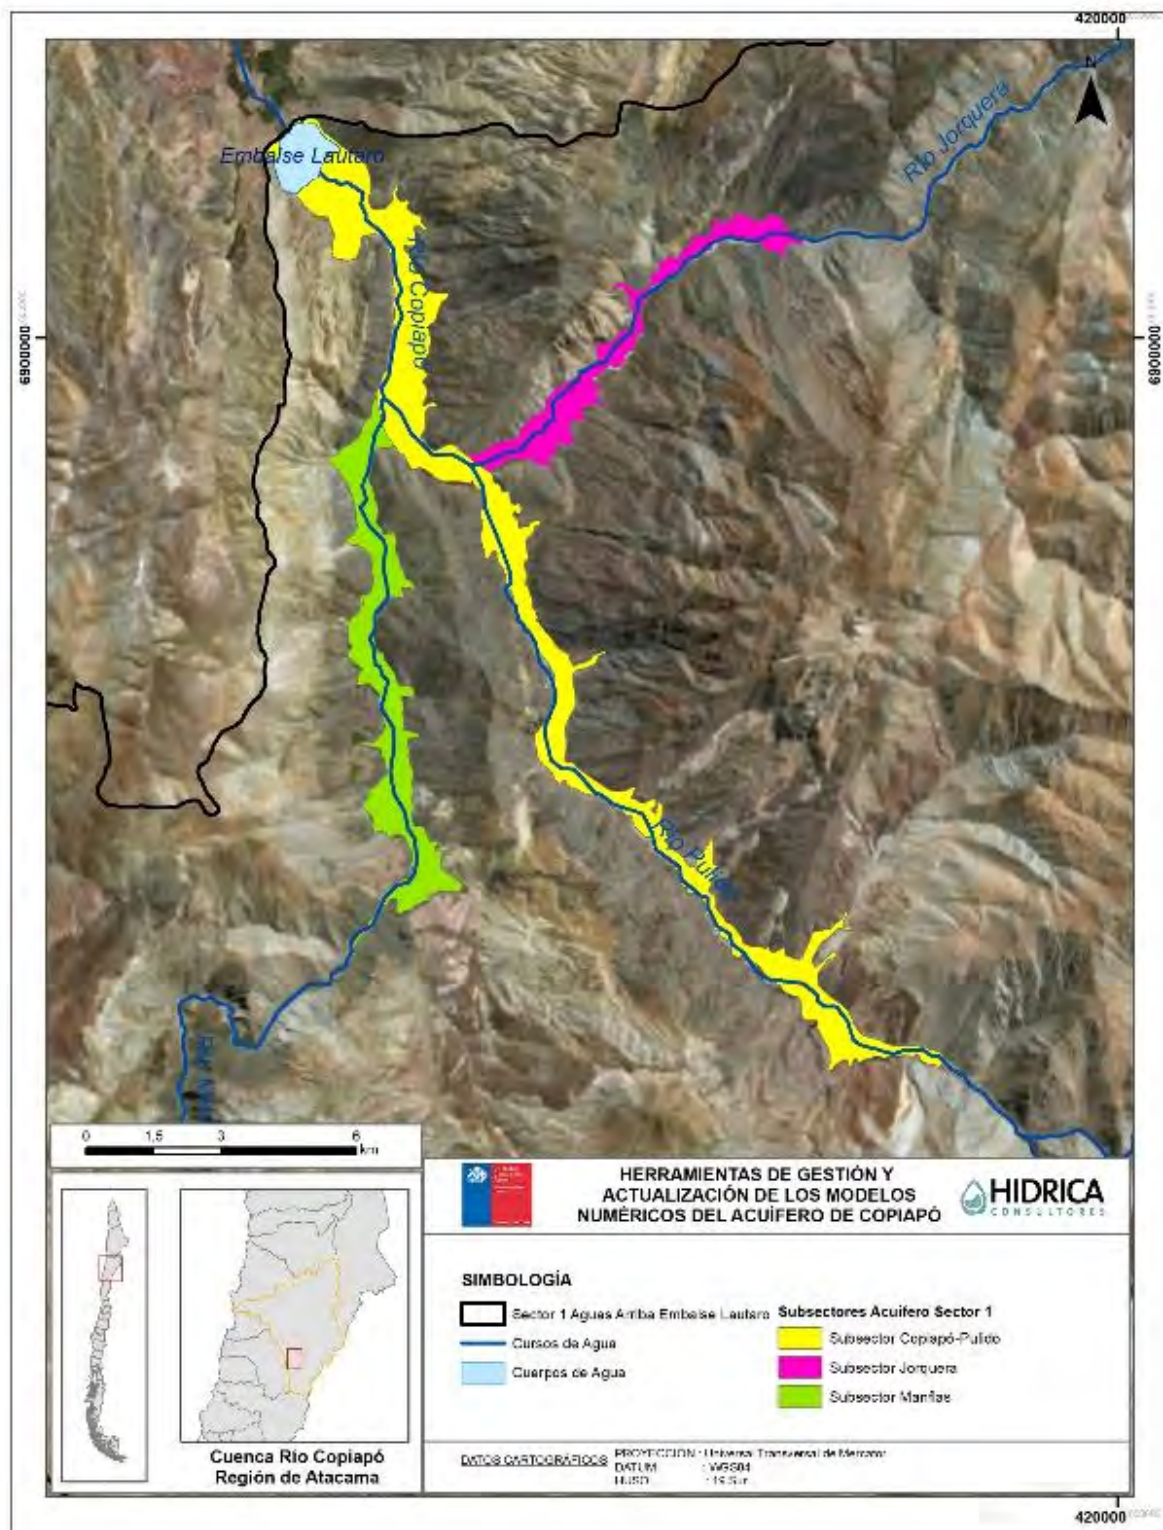 420000
Río Jorquera
N
Embalse Lautaro
Río Copiapó
6900000
6900000
Río Pulido
0 1,5 3 6
km
HERRAMIENTAS DE GESTIÓN Y
ACTUALIZACIÓN DE LOS MODELOS
NUMÉRICOS DEL ACUÍFERO DE COPIAPÓ
HIDRICA
CONSULTORES
SIMBOLOGÍA
Sector 1 Aguas Arriba Embalse Lautaro
Cursos de Agua
Cuerpos de Agua
Subsectores Acuífero Sector 1
Subsector Copiapó-Pulido
Subsector Jorquera
Subsector Manflas
Cuenca Río Copiapó
Región de Atacama
DATOS CARTOGRÁFICOS
PROYECCIÓN : Universal Transversal de Mercator
DATUM : WGS84
HUSO : 19 Sur
420000